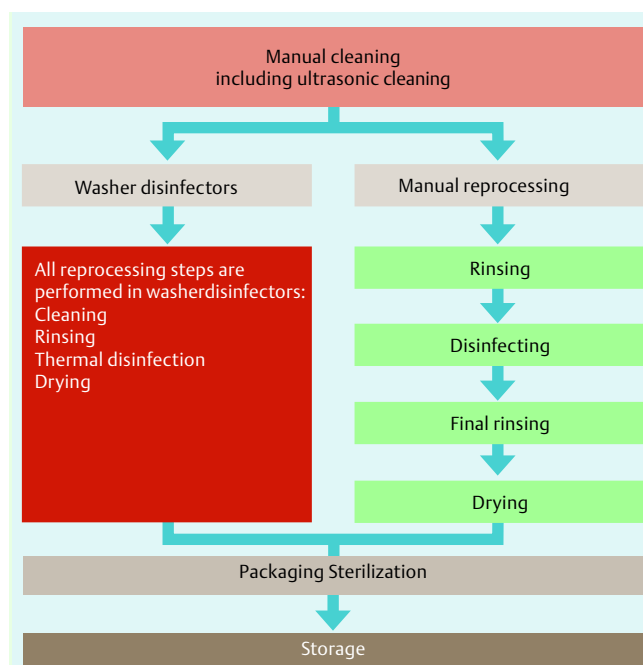 Manual cleaning
including ultrasonic cleaning
Washer disinfectors
Manual reprocessing
All reprocessing steps are
performed in washerdisinfectors:
Cleaning
Rinsing
Thermal disinfection
Drying
Rinsing
Disinfecting
Final rinsing
Drying
Packaging Sterilization
Storage